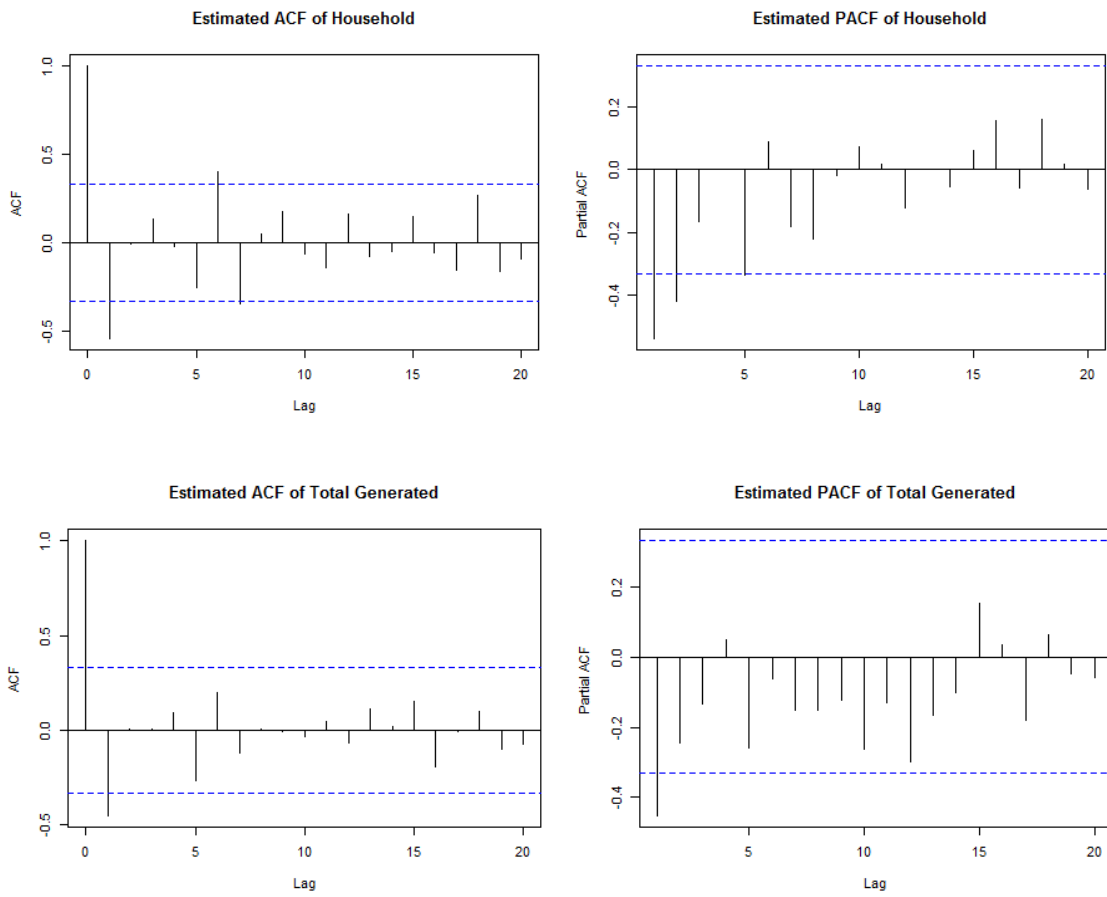 Estimated ACF of Household
ACF
1.0
0.5
0.0
-0.5
0 5 10 15 20
Lag
Estimated PACF of Household
Partial ACF
0.2
0.0
-0.2
-0.4
5 10 15 20
Lag
Estimated ACF of Total Generated
ACF
1.0
0.5
0.0
-0.5
0 5 10 15 20
Lag
Estimated PACF of Total Generated
Partial ACF
0.2
0.0
-0.2
-0.4
5 10 15 20
Lag